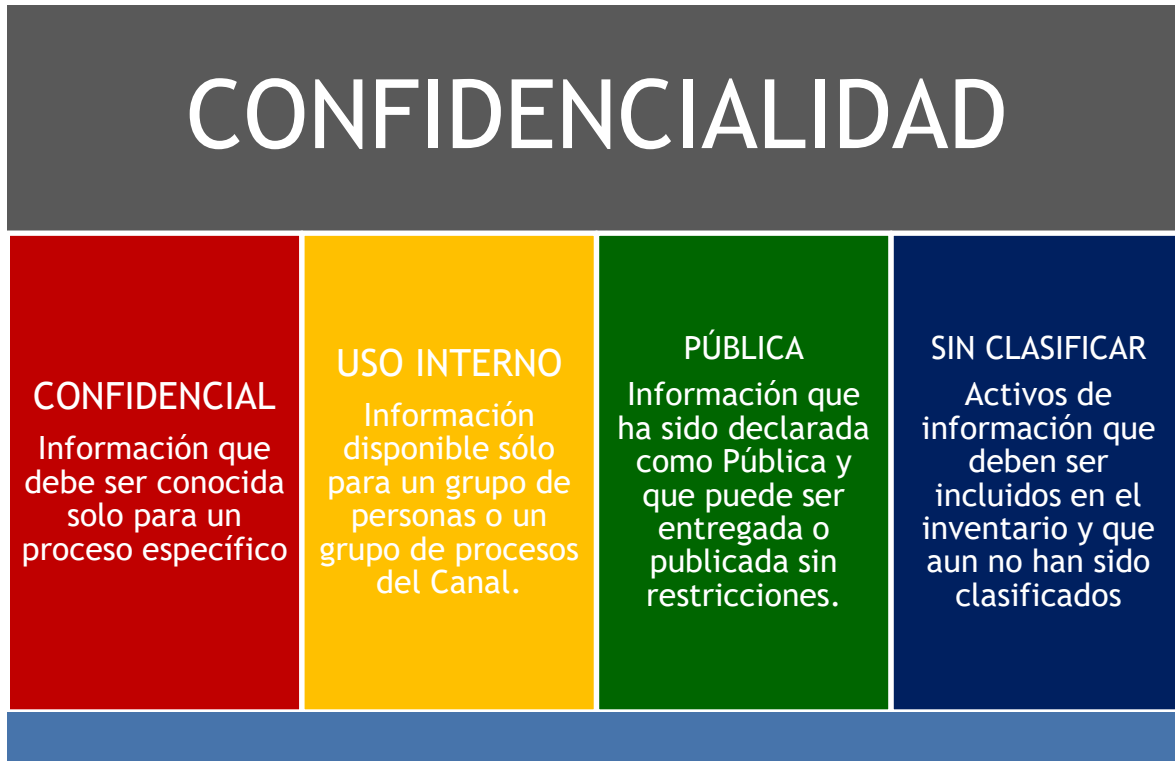 CONFIDENCIALIDAD
CONFIDENCIAL
Información que
debe ser conocida
solo para un
proceso específico
USO INTERNO
Información
disponible sólo
para un grupo de
personas o un
grupo de procesos
del Canal.
PÚBLICA
Información que
ha sido declarada
como Pública y
que puede ser
entregada o
publicada sin
restricciones.
SIN CLASIFICAR
Activos de
información que
deben ser
incluidos en el
inventario y que
aun no han sido
clasificados